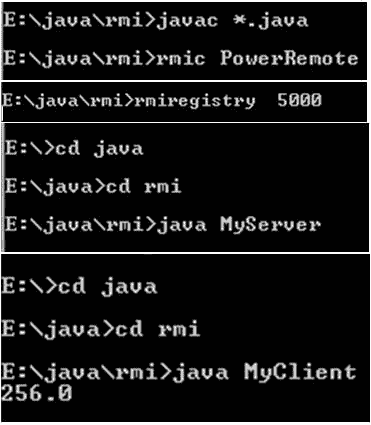 E:\java\rmi>javac *.java
E:\java\rmi>rmic PowerRemote
E:\java\rmi>rmiregistry  5000
E:\>cd java
E:\java>cd rmi
E:\java\rmi>java MyServer
E:\>cd java
E:\java>cd rmi
E:\java\rmi>java MyClient
256.0